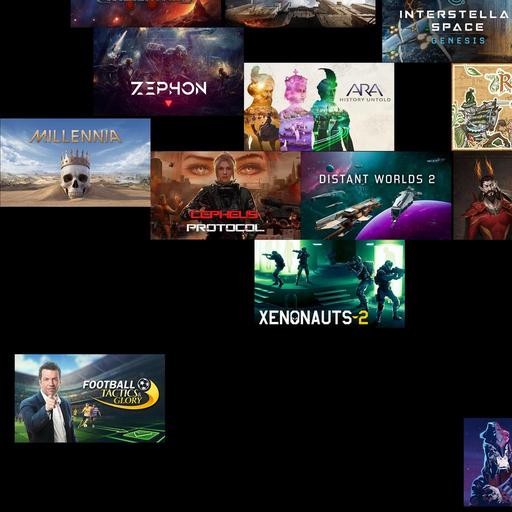 INTERSTELLA
SPACE
GENESIS
ZEPHON
ARA
HISTORY UNTOLD
R
MILLENNIA
CEPHEUS
PROTOCOL
DISTANT WORLDS 2
XENONAUTS-2
FOOTBALL
TACTICS &
GLORY